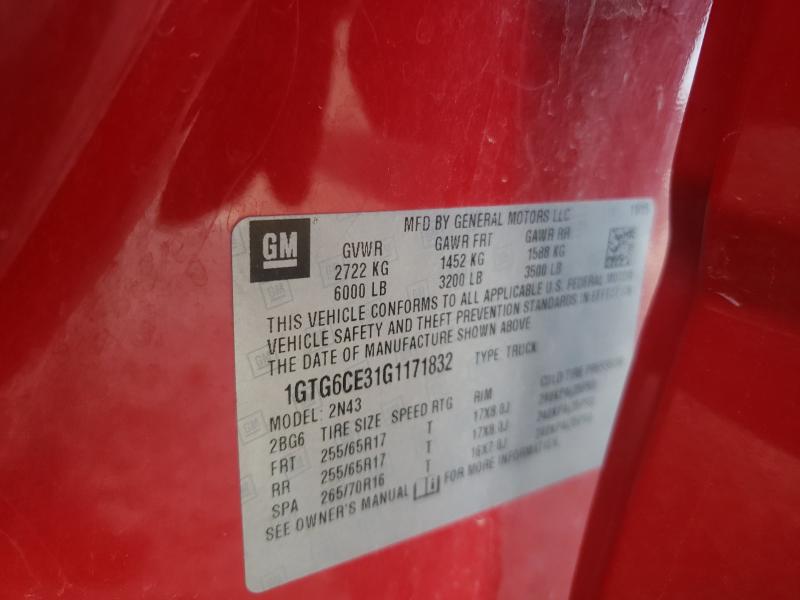 GM
MFD BY GENERAL MOTORS LLC
GVWR GAWR FRT GAWR RR
2722 KG 1452 KG 1588 KG
6000 LB 3200 LB 3500 LB
THIS VEHICLE CONFORMS TO ALL APPLICABLE U.S. FEDERAL MOTOR
VEHICLE SAFETY AND THEFT PREVENTION STANDARDS IN EFFECT ON
THE DATE OF MANUFACTURE SHOWN ABOVE
1GTG6CE31G1171832 TYPE: TRUCK
MODEL: 2N43
2BG6 TIRE SIZE SPEED RTG RIM COLD TIRE PRESSURE
FRT 255/65R17 T 17X8.0J
RR 255/65R17 T 17X8.0J
SPA 265/70R16 T 16X7.0J
SEE OWNER'S MANUAL FOR MORE INFORMATION.